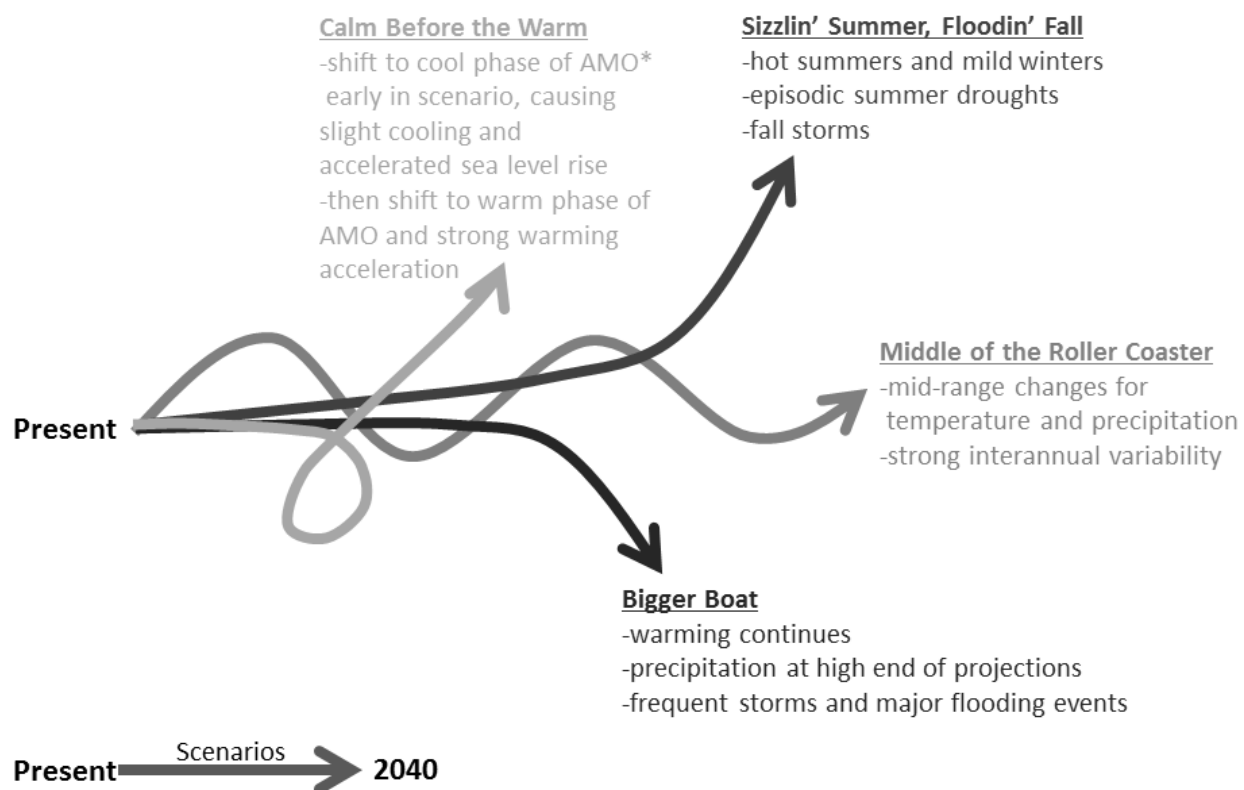 Calm Before the Warm
-shift to cool phase of AMO*
early in scenario, causing
slight cooling and
accelerated sea level rise
-then shift to warm phase of
AMO and strong warming
acceleration
Sizzlin’ Summer, Floodin’ Fall
-hot summers and mild winters
-episodic summer droughts
-fall storms
Middle of the Roller Coaster
-mid-range changes for
temperature and precipitation
-strong interannual variability
Present
Bigger Boat
-warming continues
-precipitation at high end of projections
-frequent storms and major flooding events
Scenarios
Present
2040